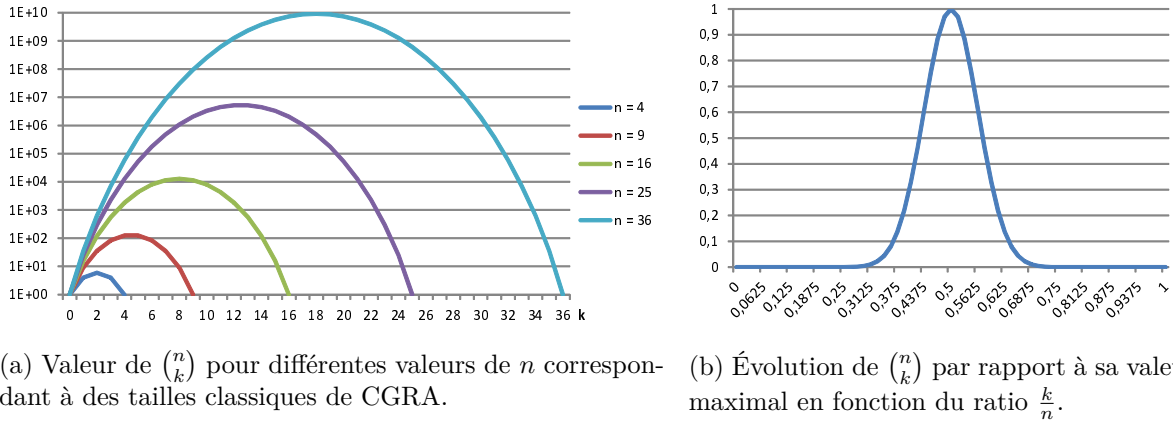 1E+10
1E+09
1E+08
1E+07
1E+06
1E+05
1E+04
1E+03
1E+02
1E+01
1E+00
0 2 4 6 8 10 12 14 16 18 20 22 24 26 28 30 32 34 36 k
n = 4
n = 9
n = 16
n = 25
n = 36
(a) Valeur de (n k) pour différentes valeurs de n correspon-
dant à des tailles classiques de CGRA.
1
0,9
0,8
0,7
0,6
0,5
0,4
0,3
0,2
0,1
0
0 0,0625 0,125 0,1875 0,25 0,3125 0,375 0,4375 0,5 0,5625 0,625 0,6875 0,75 0,8125 0,875 0,9375 1
(b) Évolution de (n k) par rapport à sa vale
maximal en fonction du ratio k/n.